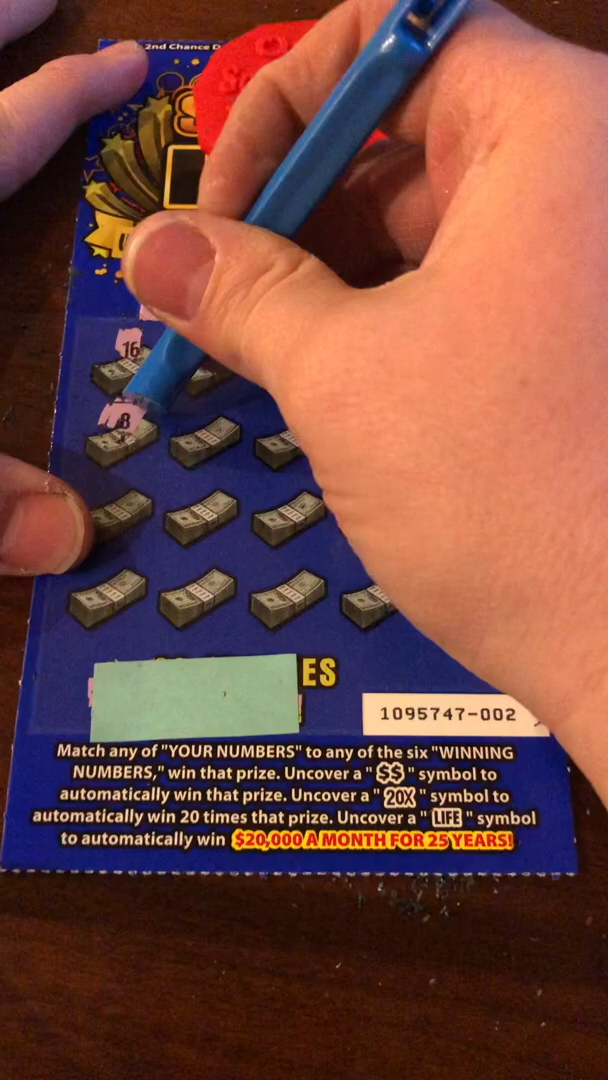 2nd Chance D
16
8
ES
1095747-002
Match any of "YOUR NUMBERS" to any of the six "WINNING
NUMBERS," win that prize. Uncover a " $$ " symbol to
automatically win that prize. Uncover a " 20X " symbol to
automatically win 20 times that prize. Uncover a " LIFE " symbol
to automatically win $20,000 A MONTH FOR 25 YEARS!